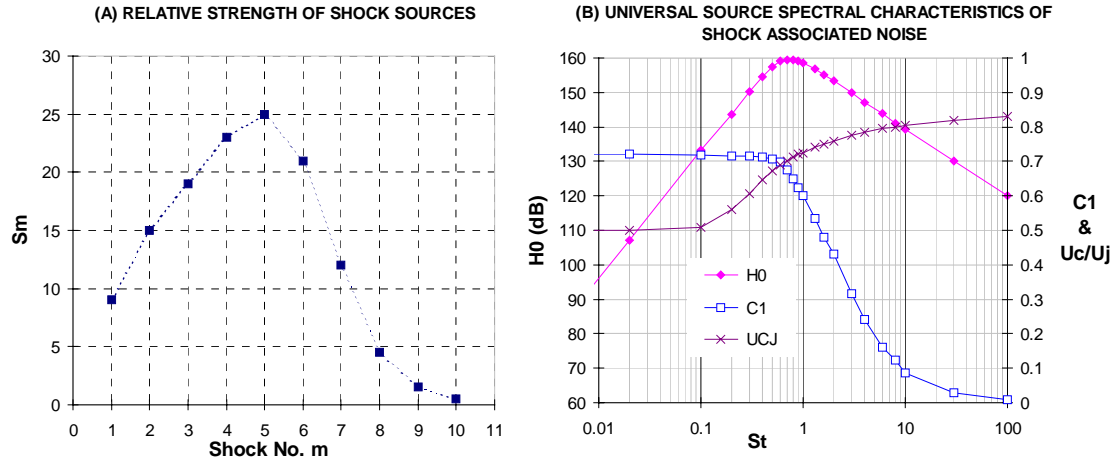 (A) RELATIVE STRENGTH OF SHOCK SOURCES
30
25
20
15
10
5
0
Sm
0 1 2 3 4 5 6 7 8 9 10 11
Shock No. m
(B) UNIVERSAL SOURCE SPECTRAL CHARACTERISTICS OF
SHOCK ASSOCIATED NOISE
160
150
140
130
120
110
100
90
80
70
60
H0 (dB)
H0
C1
UCJ
0.01 0.1 1 10 100
St
1
0.9
0.8
0.7
0.6
0.5
0.4
0.3
0.2
0.1
0
C1
&
Uc/Uj